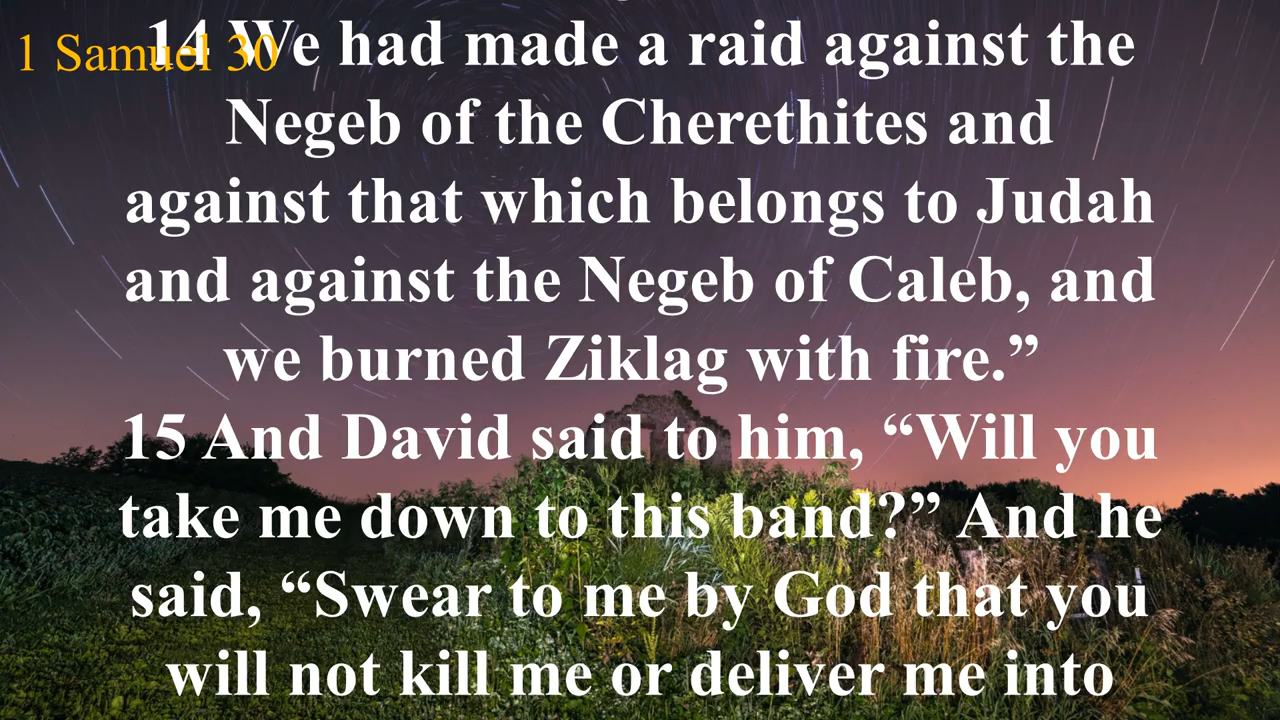 1 Samuel 30
14 We had made a raid against the
Negeb of the Cherethites and
against that which belongs to Judah
and against the Negeb of Caleb, and
we burned Ziklag with fire.”
15 And David said to him, “Will you
take me down to this band?” And he
said, “Swear to me by God that you
will not kill me or deliver me into